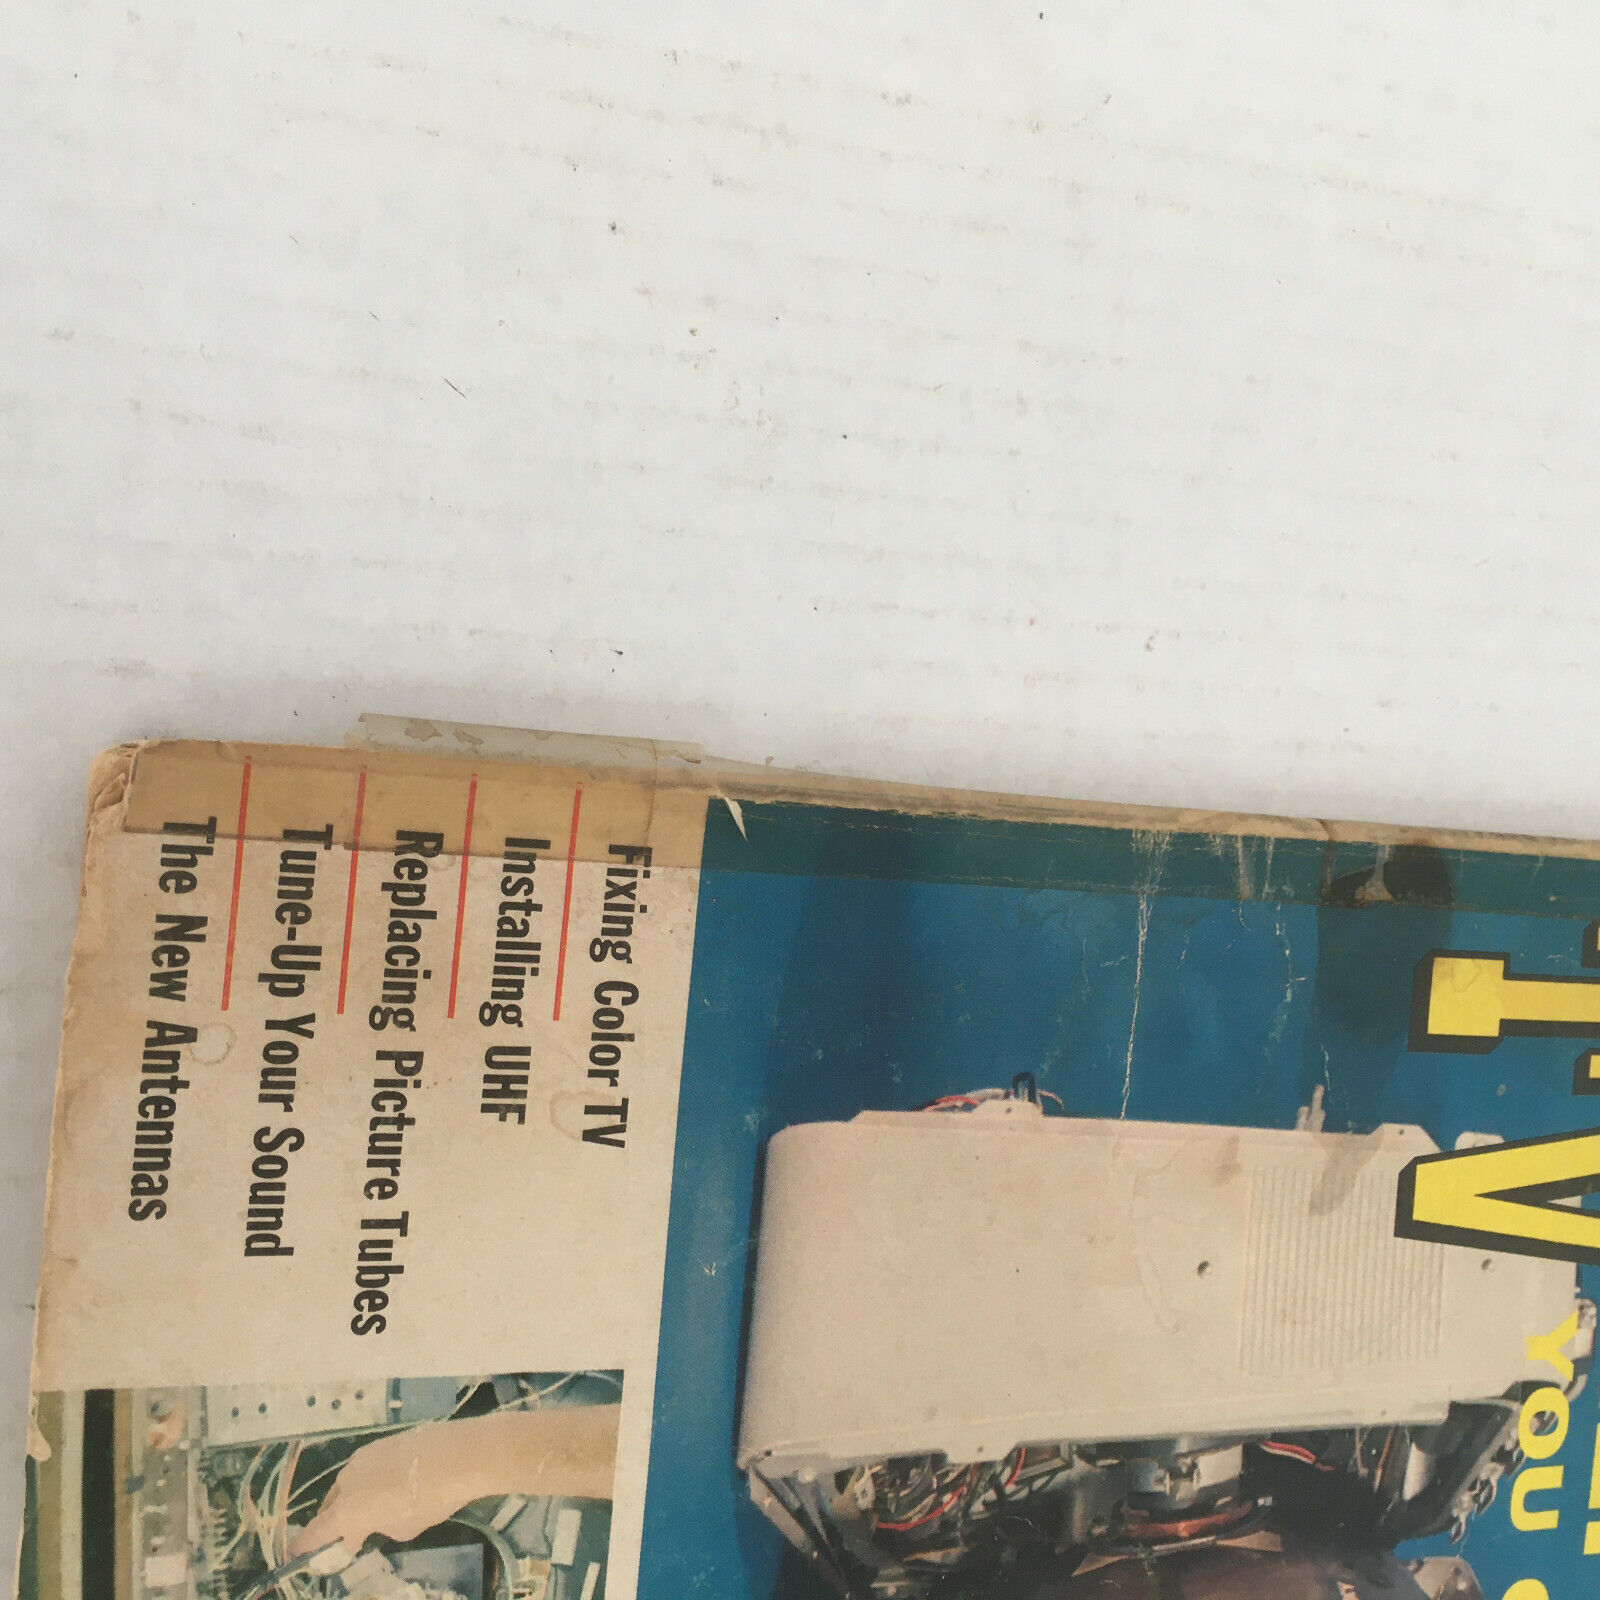 TV
YOU
Fixing Color TV
Installing UHF
Replacing Picture Tubes
Tune-Up Your Sound
The New Antennas